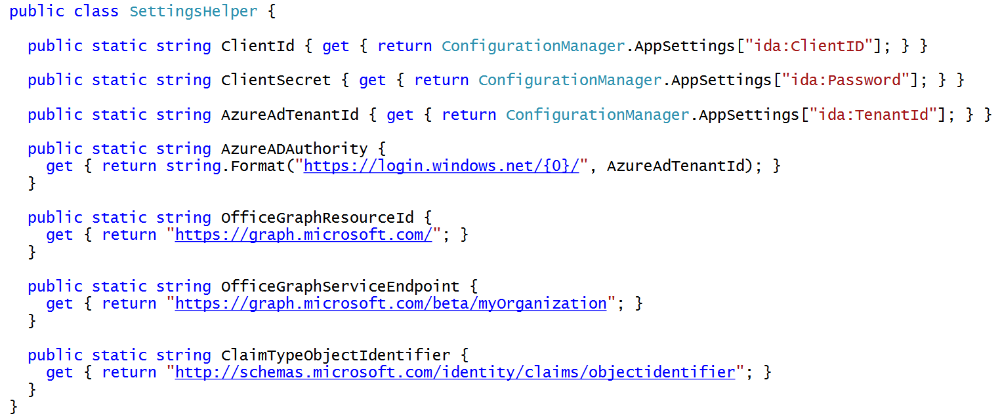 public class SettingsHelper {
public static string ClientId { get { return ConfigurationManager.AppSettings["ida:ClientID"]; } }
public static string ClientSecret { get { return ConfigurationManager.AppSettings["ida:Password"]; } }
public static string AzureAdTenantId { get { return ConfigurationManager.AppSettings["ida:TenantId"]; } }
public static string AzureADAuthority {
get { return string.Format("https://login.windows.net/{0}/", AzureAdTenantId); }
}
public static string OfficeGraphResourceId {
get { return "https://graph.microsoft.com/"; }
}
public static string OfficeGraphServiceEndpoint {
get { return "https://graph.microsoft.com/beta/myOrganization"; }
}
public static string ClaimTypeObjectIdentifier {
get { return "http://schemas.microsoft.com/identity/claims/objectidentifier"; }
}
}